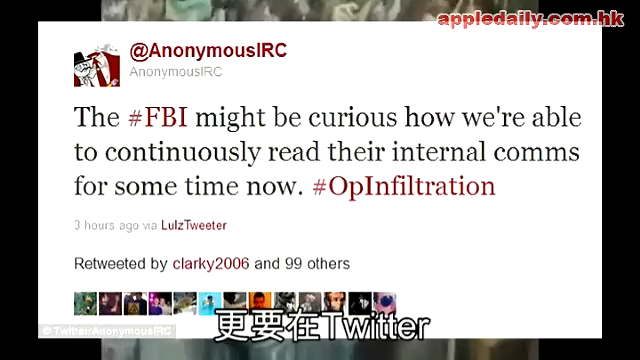 appledaily.com.hk
@AnonymousIRC
AnonymousIRC
The #FBI might be curious how we're able
to continuously read their internal comms
for some time now. #OpInfiltration
3 hours ago via LulzTweeter
Retweeted by clarky2006 and 99 others
© Twitter/AnonymousIRC
更要在Twitter